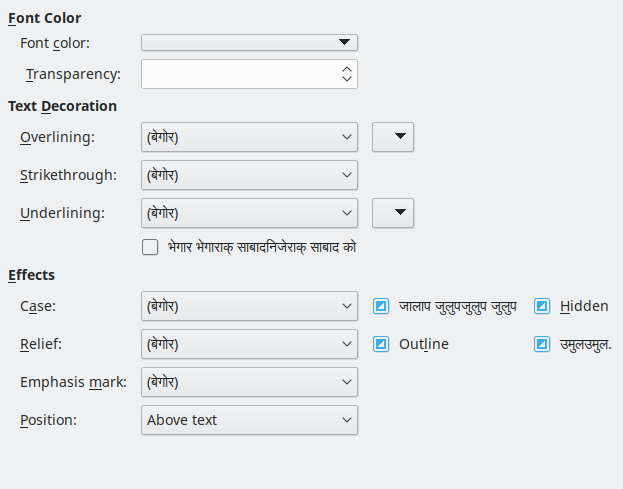 Font Color
Font color:
Transparency:
Text Decoration
Overlining: (बेगोर)
Strikethrough: (बेगोर)
Underlining: (बेगोर)
भेगार भेगाराक् साबादनिजेराक् साबाद को
Effects
Case: (बेगोर) जालाप जुलुपजुलुप जुलुप Hidden
Relief: (बेगोर) Outline उमुलउमुल.
Emphasis mark: (बेगोर)
Position: Above text